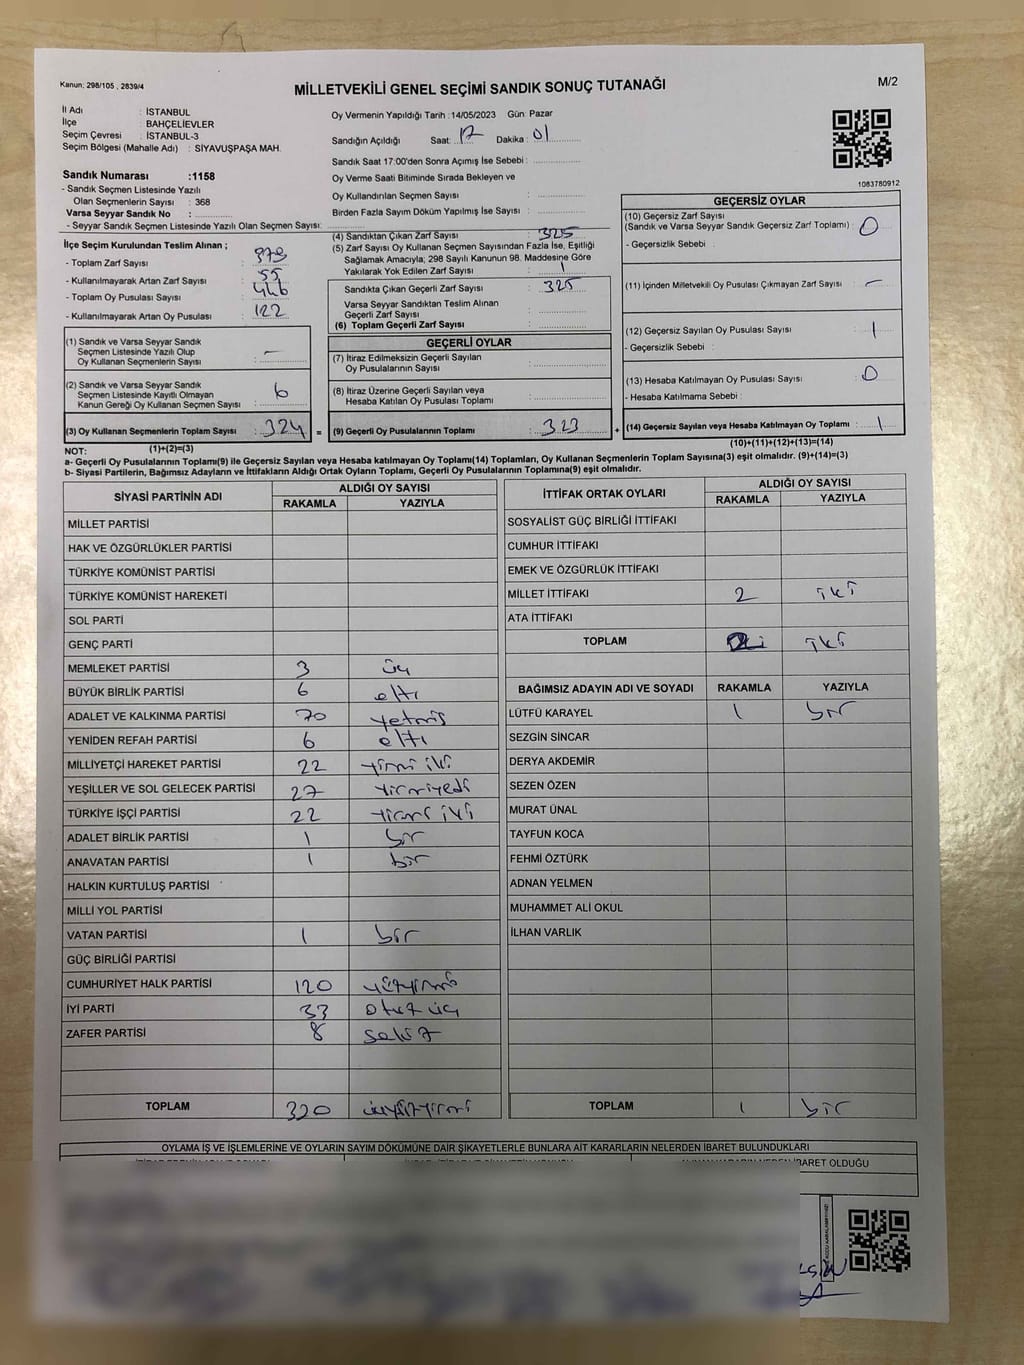 Kanun; 298/105 , 2839/4
MİLLETVEKİLİ GENEL SEÇİMİ SANDIK SONUÇ TUTANAĞI
M/2
İl Adı : İSTANBUL
İlçe : BAHÇELİEVLER
Seçim Çevresi : İSTANBUL-3
Seçim Bölgesi (Mahalle Adı) : SİYAVUŞPAŞA MAH.
Oy Vermenin Yapıldığı Tarih : 14/05/2023 Gün: Pazar
Sandığın Açıldığı Saat: 17 Dakika : 01
Sandık Saat 17:00'den Sonra Açımış İse Sebebi :
Oy Verme Saati Bitiminde Sırada Bekleyen ve
Oy Kullandırılan Seçmen Sayısı :
Birden Fazla Sayım Döküm Yapılmış İse Sayısı :
1083780912
Sandık Numarası :1158
- Sandık Seçmen Listesinde Yazılı
Olan Seçmenlerin Sayısı : 368
Varsa Seyyar Sandık No :
- Seyyar Sandık Seçmen Listesinde Yazılı Olan Seçmen Sayısı:
İlçe Seçim Kurulundan Teslim Alınan ;
- Toplam Zarf Sayısı :
- Kullanılmayarak Artan Zarf Sayısı : 55
- Toplam Oy Pusulası Sayısı : 446
- Kullanılmayarak Artan Oy Pusulası : 122
(1) Sandık ve Varsa Seyyar Sandık
Seçmen Listesinde Yazılı Olup
Oy Kullanan Seçmenlerin Sayısı : —
(2) Sandık ve Varsa Seyyar Sandık
Seçmen Listesinde Kayıtlı Olmayan
Kanun Gereği Oy Kullanan Seçmen Sayısı : 6
(3) Oy Kullanan Seçmenlerin Toplam Sayısı : 324 =
(1)+(2)=(3)
(4) Sandıktan Çıkan Zarf Sayısı : 325
(5) Zarf Sayısı Oy Kullanan Seçmen Sayısından Fazla İse, Eşitliği
Sağlamak Amacıyla; 298 Sayılı Kanunun 98. Maddesine Göre
Yakılarak Yok Edilen Zarf Sayısı : 1
Sandıkta Çıkan Geçerli Zarf Sayısı : 325
Varsa Seyyar Sandıktan Teslim Alınan
Geçerli Zarf Sayısı :
(6) Toplam Geçerli Zarf Sayısı :
GEÇERLİ OYLAR
(7) İtiraz Edilmeksizin Geçerli Sayılan
Oy Pusulalarının Sayısı :
(8) İtiraz Üzerine Geçerli Sayılan veya
Hesaba Katılan Oy Pusulası Toplamı :
(9) Geçerli Oy Pusulalarının Toplamı : 323 +
GEÇERSİZ OYLAR
(10) Geçersiz Zarf Sayısı
(Sandık ve Varsa Seyyar Sandık Geçersiz Zarf Toplamı) : 0
- Geçersizlik Sebebi :
(11) İçinden Milletvekili Oy Pusulası Çıkmayan Zarf Sayısı : —
(12) Geçersiz Sayılan Oy Pusulası Sayısı : 1
- Geçersizlik Sebebi :
(13) Hesaba Katılmayan Oy Pusulası Sayısı : 0
- Hesaba Katılmama Sebebi :
(14) Geçersiz Sayılan veya Hesaba Katılmayan Oy Toplamı : 1
(10)+(11)+(12)+(13)=(14)
NOT:
a- Geçerli Oy Pusulalarının Toplamı(9) ile Geçersiz Sayılan veya Hesaba katılmayan Oy Toplamı(14) Toplamları, Oy Kullanan Seçmenlerin Toplam Sayısına(3) eşit olmalıdır. (9)+(14)=(3)
b- Siyasi Partilerin, Bağımsız Adayların ve İttifakların Aldığı Ortak Oyların Toplamı, Geçerli Oy Pusulalarının Toplamına(9) eşit olmalıdır.
SİYASİ PARTİNİN ADI ALDIĞI OY SAYISI
RAKAMLA YAZIYLA
MİLLET PARTİSİ
HAK VE ÖZGÜRLÜKLER PARTİSİ
TÜRKİYE KOMÜNİST PARTİSİ
TÜRKİYE KOMÜNİST HAREKETİ
SOL PARTİ
GENÇ PARTİ
MEMLEKET PARTİSİ 3 üç
BÜYÜK BİRLİK PARTİSİ 6 altı
ADALET VE KALKINMA PARTİSİ 70 yetmiş
YENİDEN REFAH PARTİSİ 6 altı
MİLLİYETÇİ HAREKET PARTİSİ 22 yirmi iki
YEŞİLLER VE SOL GELECEK PARTİSİ 27 yirmiyedi
TÜRKİYE İŞÇİ PARTİSİ 22 yirmi iki
ADALET BİRLİK PARTİSİ 1 bir
ANAVATAN PARTİSİ 1 bir
HALKIN KURTULUŞ PARTİSİ
MİLLİ YOL PARTİSİ
VATAN PARTİSİ 1 bir
GÜÇ BİRLİĞİ PARTİSİ
CUMHURİYET HALK PARTİSİ 120 yüzyirmi
İYİ PARTİ 33 otuz üç
ZAFER PARTİSİ 8 sekiz
TOPLAM 320 üçyüzyirmi
İTTİFAK ORTAK OYLARI ALDIĞI OY SAYISI
RAKAMLA YAZIYLA
SOSYALİST GÜÇ BİRLİĞİ İTTİFAKI
CUMHUR İTTİFAKI
EMEK VE ÖZGÜRLÜK İTTİFAKI
MİLLET İTTİFAKI 2 iki
ATA İTTİFAKI
TOPLAM iki
BAĞIMSIZ ADAYIN ADI VE SOYADI RAKAMLA YAZIYLA
LÜTFÜ KARAYEL 1 bir
SEZGİN SİNCAR
DERYA AKDEMİR
SEZEN ÖZEN
MURAT ÜNAL
TAYFUN KOCA
FEHMİ ÖZTÜRK
ADNAN YELMEN
MUHAMMET ALİ OKUL
İLHAN VARLIK
TOPLAM 1 bir
OYLAMA İŞ VE İŞLEMLERİNE VE OYLARIN SAYIM DÖKÜMÜNE DAİR ŞİKAYETLERLE BUNLARA AİT KARARLARIN NELERDEN İBARET BULUNDUKLARI
İBARET OLDUĞU